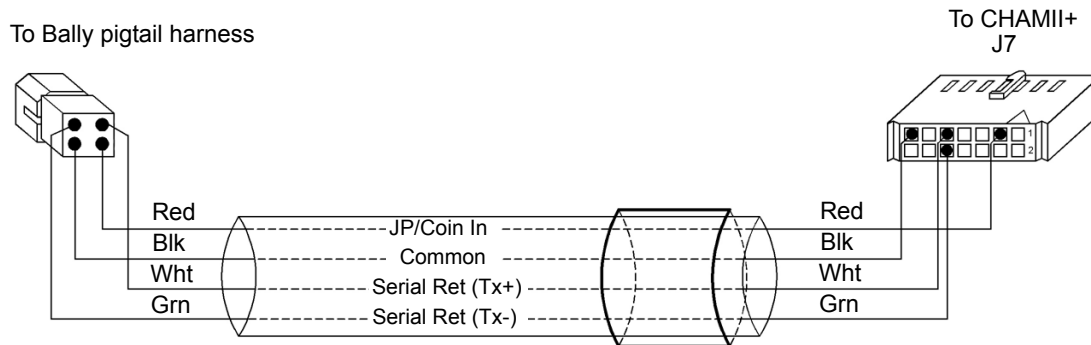 To Bally pigtail harness
To CHAMII+
J7
1
2
Red
JP/Coin In
Red
Blk
Common
Blk
Wht
Serial Ret (Tx+)
Wht
Grn
Serial Ret (Tx-)
Grn